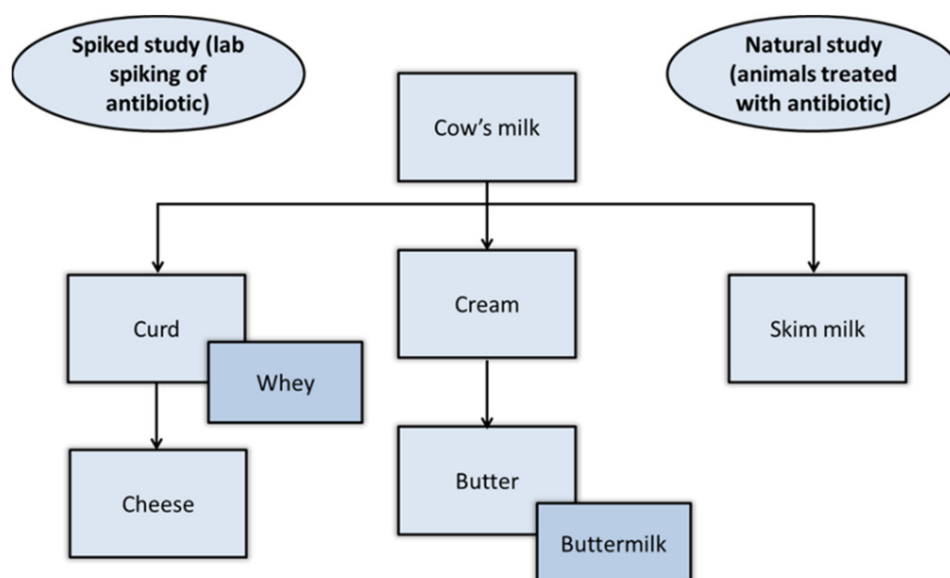 Spiked study (lab
spiking of
antibiotic)
Natural study
(animals treated
with antibiotic)
Cow’s milk
Curd
Whey
Cheese
Cream
Butter
Buttermilk
Skim milk